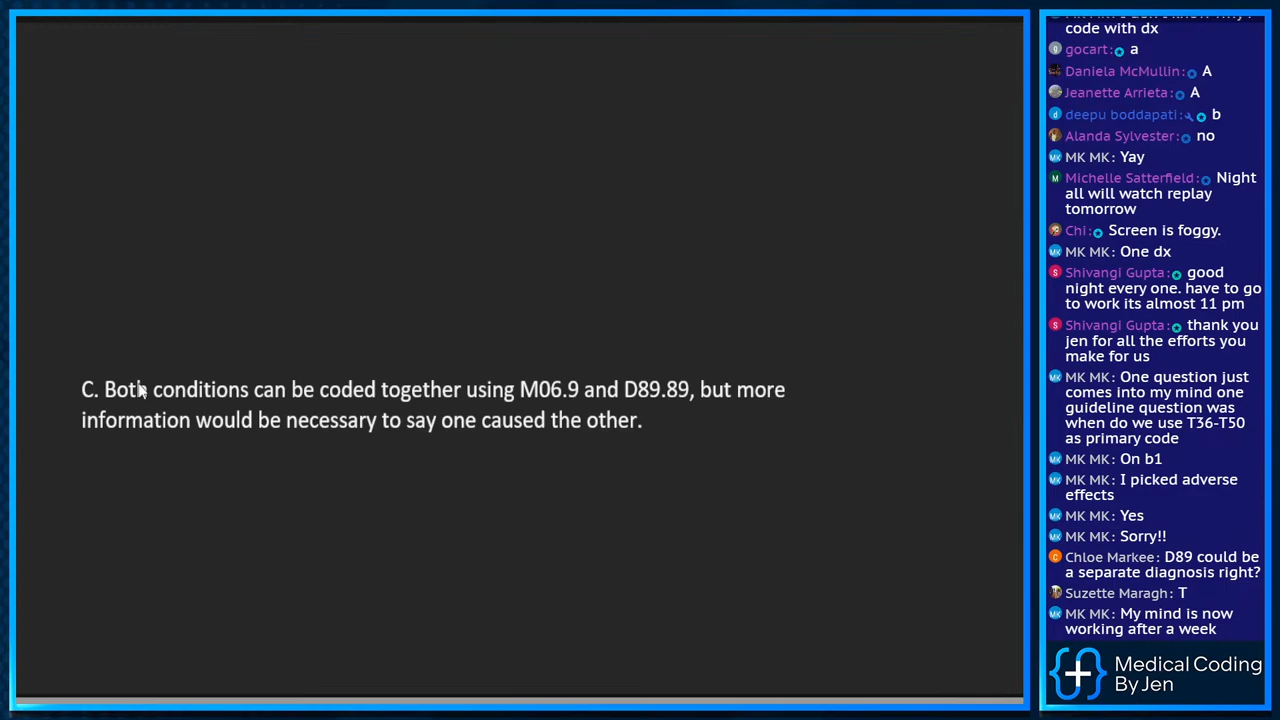 C. Both conditions can be coded together using M06.9 and D89.89, but more
information would be necessary to say one caused the other.
code with dx
gocart: a
Daniela McMullin: A
Jeanette Arrieta: A
deepu boddapati: b
Alanda Sylvester: no
MK MK: Yay
Michelle Satterfield: Night
all will watch replay
tomorrow
Chi: Screen is foggy.
MK MK: One dx
Shivangi Gupta: good
night every one. have to go
to work its almost 11 pm
Shivangi Gupta: thank you
jen for all the efforts you
make for us
MK MK: One question just
comes into my mind one
guideline question was
when do we use T36-T50
as primary code
MK MK: On b1
MK MK: I picked adverse
effects
MK MK: Yes
MK MK: Sorry!!
Chloe Markee: D89 could be
a separate diagnosis right?
Suzette Maragh: T
MK MK: My mind is now
working after a week
Medical Coding
By Jen